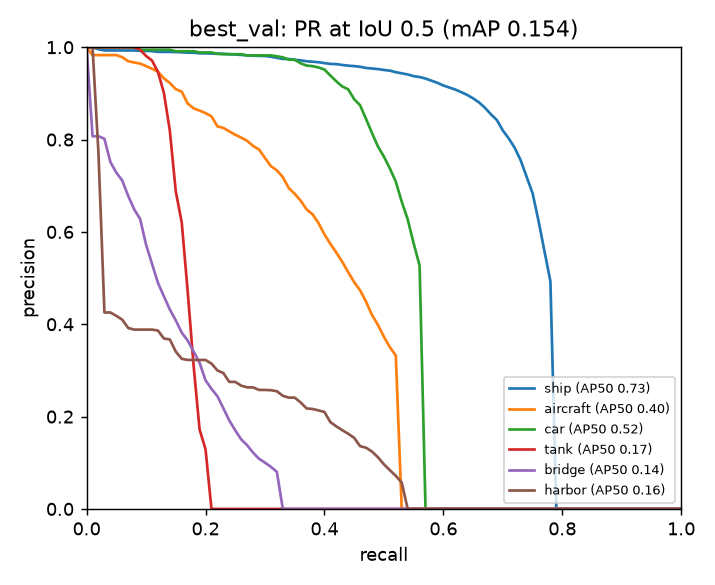 best_val: PR at IoU 0.5 (mAP 0.154)
precision
1.0
0.8
0.6
0.4
0.2
0.0
ship (AP50 0.73)
aircraft (AP50 0.40)
car (AP50 0.52)
tank (AP50 0.17)
bridge (AP50 0.14)
harbor (AP50 0.16)
0.0 0.2 0.4 0.6 0.8 1.0
recall